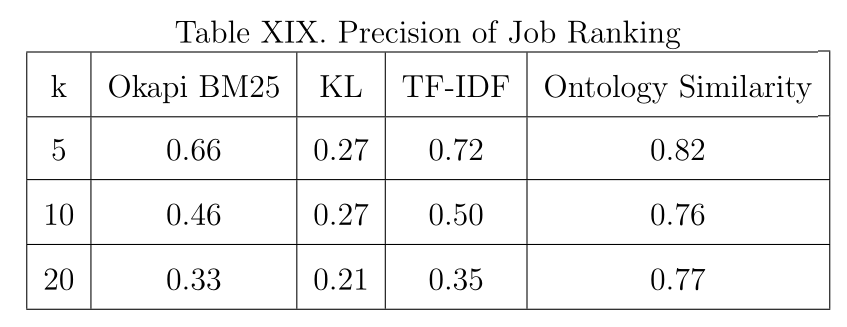 Table XIX. Precision of Job Ranking
k Okapi BM25 KL TF-IDF Ontology Similarity
5 0.66 0.27 0.72 0.82
10 0.46 0.27 0.50 0.76
20 0.33 0.21 0.35 0.77